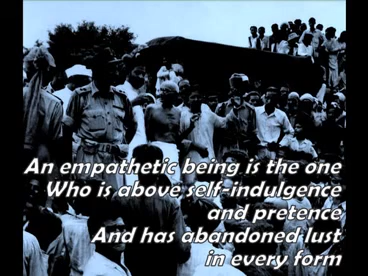 An empathetic being is the one
Who is above self-indulgence
and pretence
And has abandoned lust
in every form